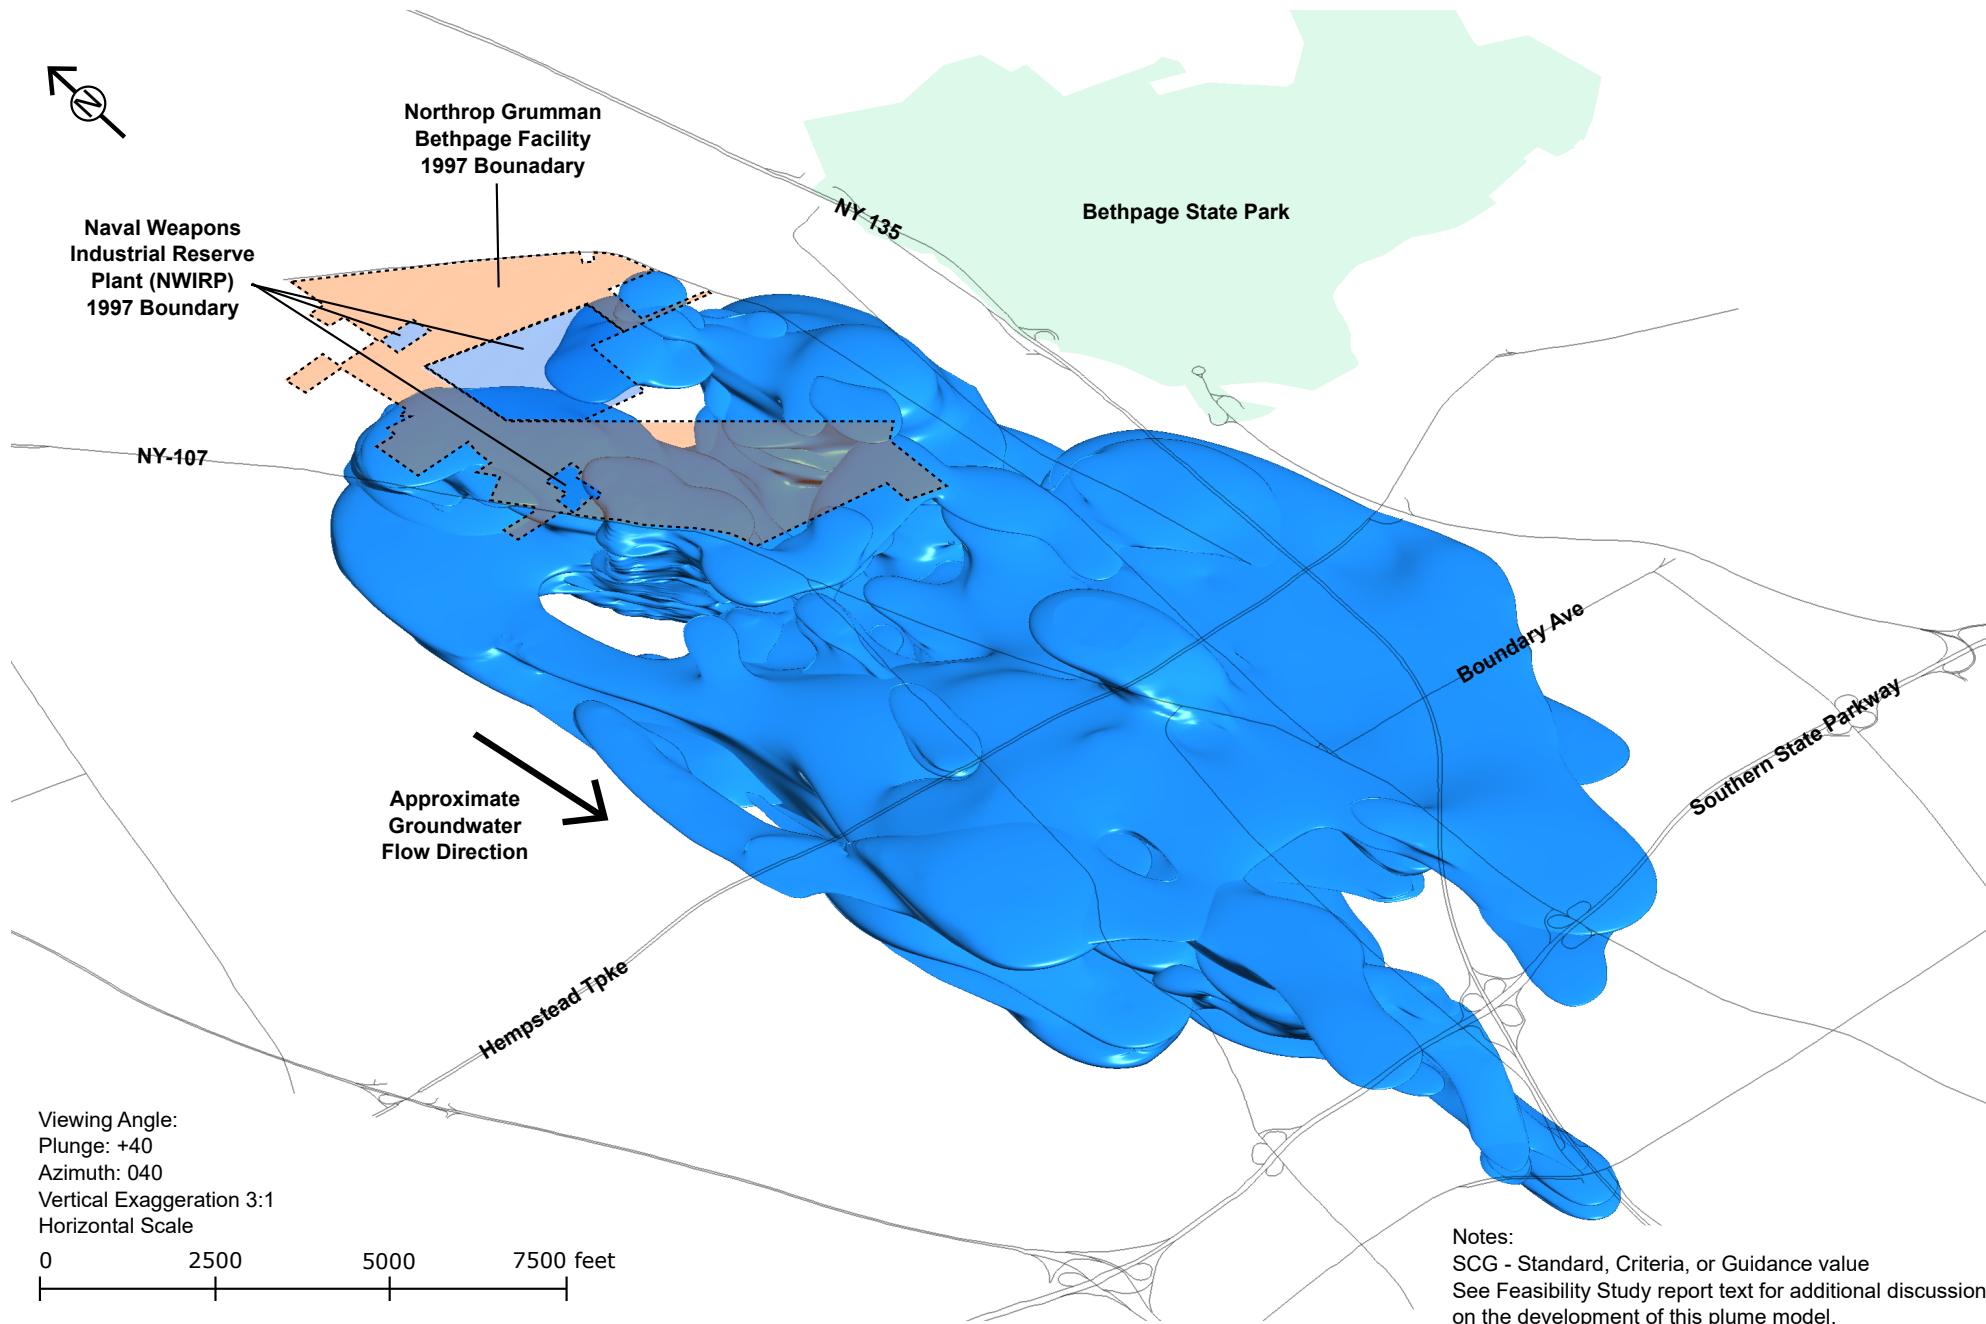 N
Northrop Grumman
Bethpage Facility
1997 Bounadary
Naval Weapons
Industrial Reserve
Plant (NWIRP)
1997 Boundary
NY 135
Bethpage State Park
NY-107
Boundary Ave
Southern State Parkway
Approximate
Groundwater
Flow Direction
Hempstead Tpke
Viewing Angle:
Plunge: +40
Azimuth: 040
Vertical Exaggeration 3:1
Horizontal Scale
0 2500 5000 7500 feet
Notes:
SCG - Standard, Criteria, or Guidance value
See Feasibility Study report text for additional discussion
on the development of this plume model.